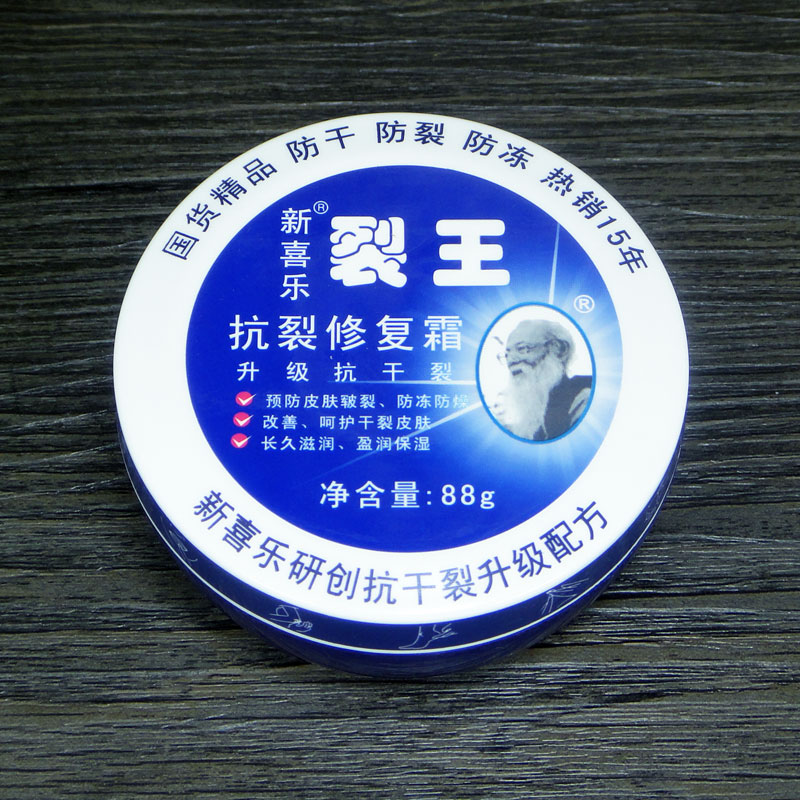 国货精品 防干 防裂 防冻 热销15年
新喜乐®
裂王
®
抗裂修复霜
升级抗干裂
预防皮肤皲裂、防冻防燥
改善、呵护干裂皮肤
长久滋润、盈润保湿
净含量:88g
新喜乐研创抗干裂升级配方